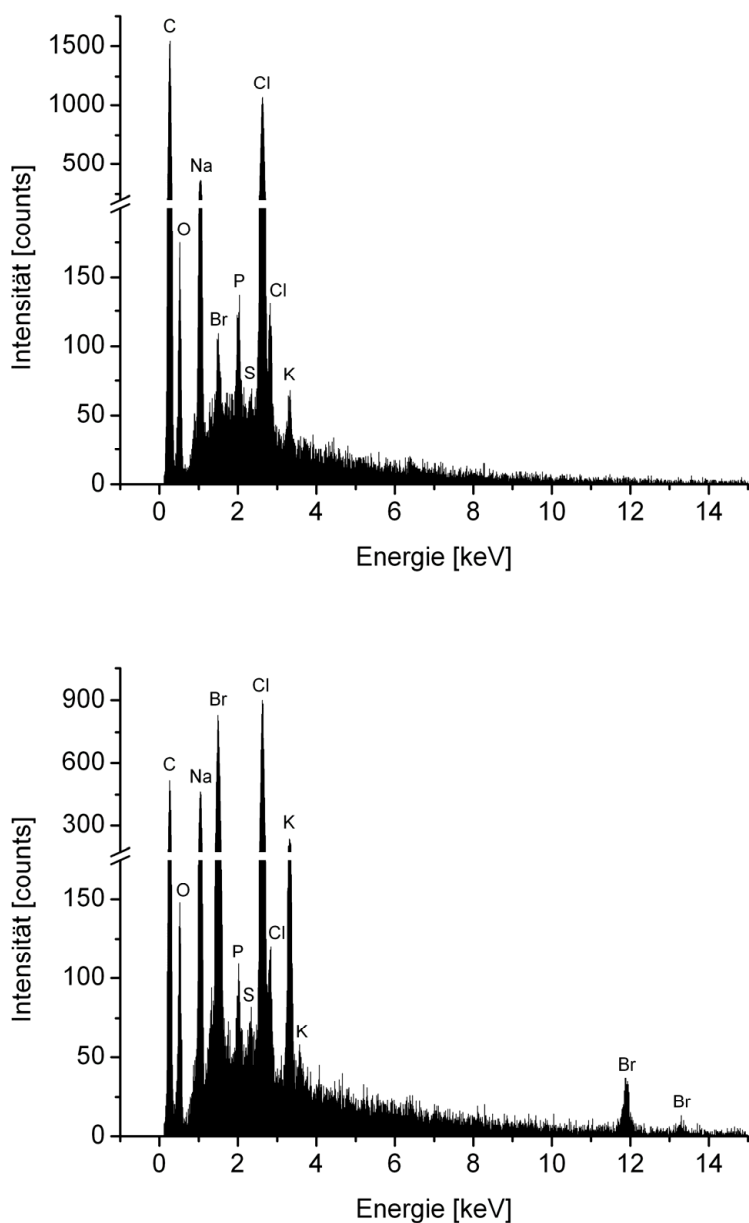 C
1500
Cl
1000
Na
500
O
150
P
Cl
Br
100
S
K
50
0
0 2 4 6 8 10 12 14
Intensität [counts]
Energie [keV]
900
Br
Cl
600
C
Na
300
K
150
O
P
Cl
100
S
K
50
Br
Br
0
0 2 4 6 8 10 12 14
Intensität [counts]
Energie [keV]